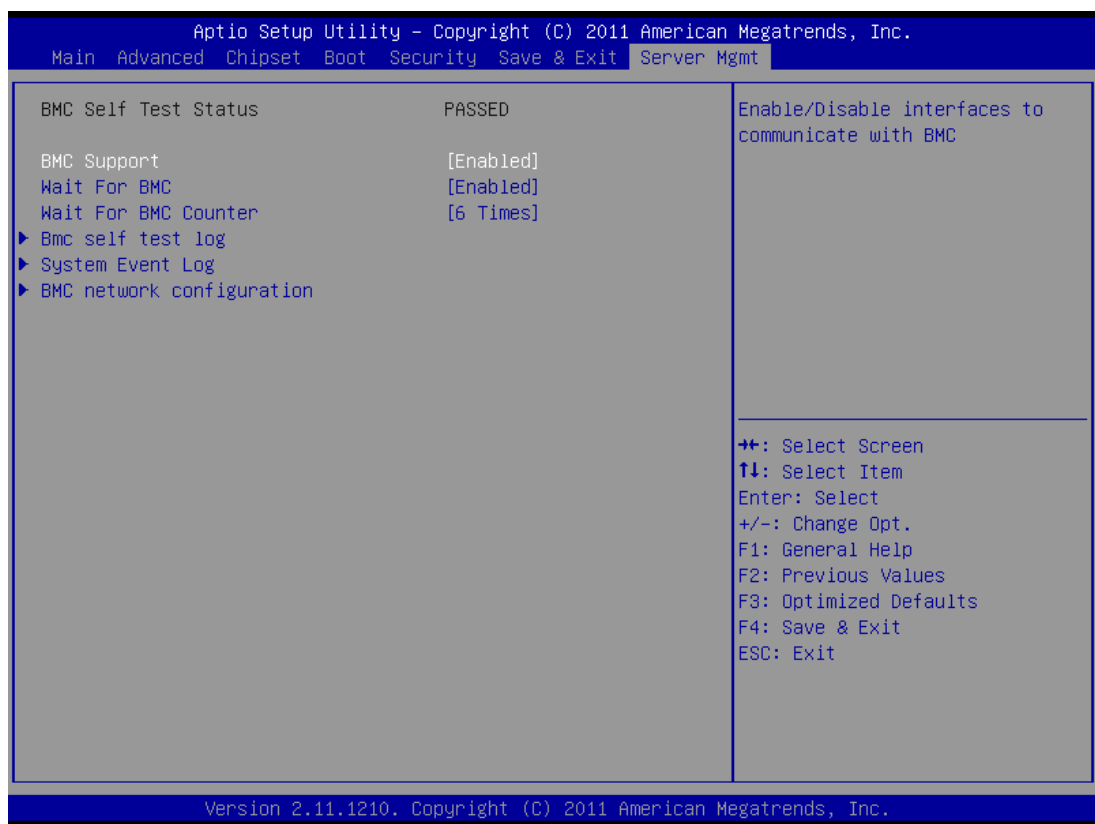 Aptio Setup Utility – Copyright (C) 2011 American Megatrends, Inc.
Main Advanced Chipset Boot Security Save & Exit Server Mgmt
BMC Self Test Status PASSED
BMC Support [Enabled]
Wait For BMC [Enabled]
Wait For BMC Counter [6 Times]
▶ Bmc self test log
▶ System Event Log
▶ BMC network configuration
Enable/Disable interfaces to
communicate with BMC
→←: Select Screen
↑↓: Select Item
Enter: Select
+/-: Change Opt.
F1: General Help
F2: Previous Values
F3: Optimized Defaults
F4: Save & Exit
ESC: Exit
Version 2.11.1210. Copyright (C) 2011 American Megatrends, Inc.